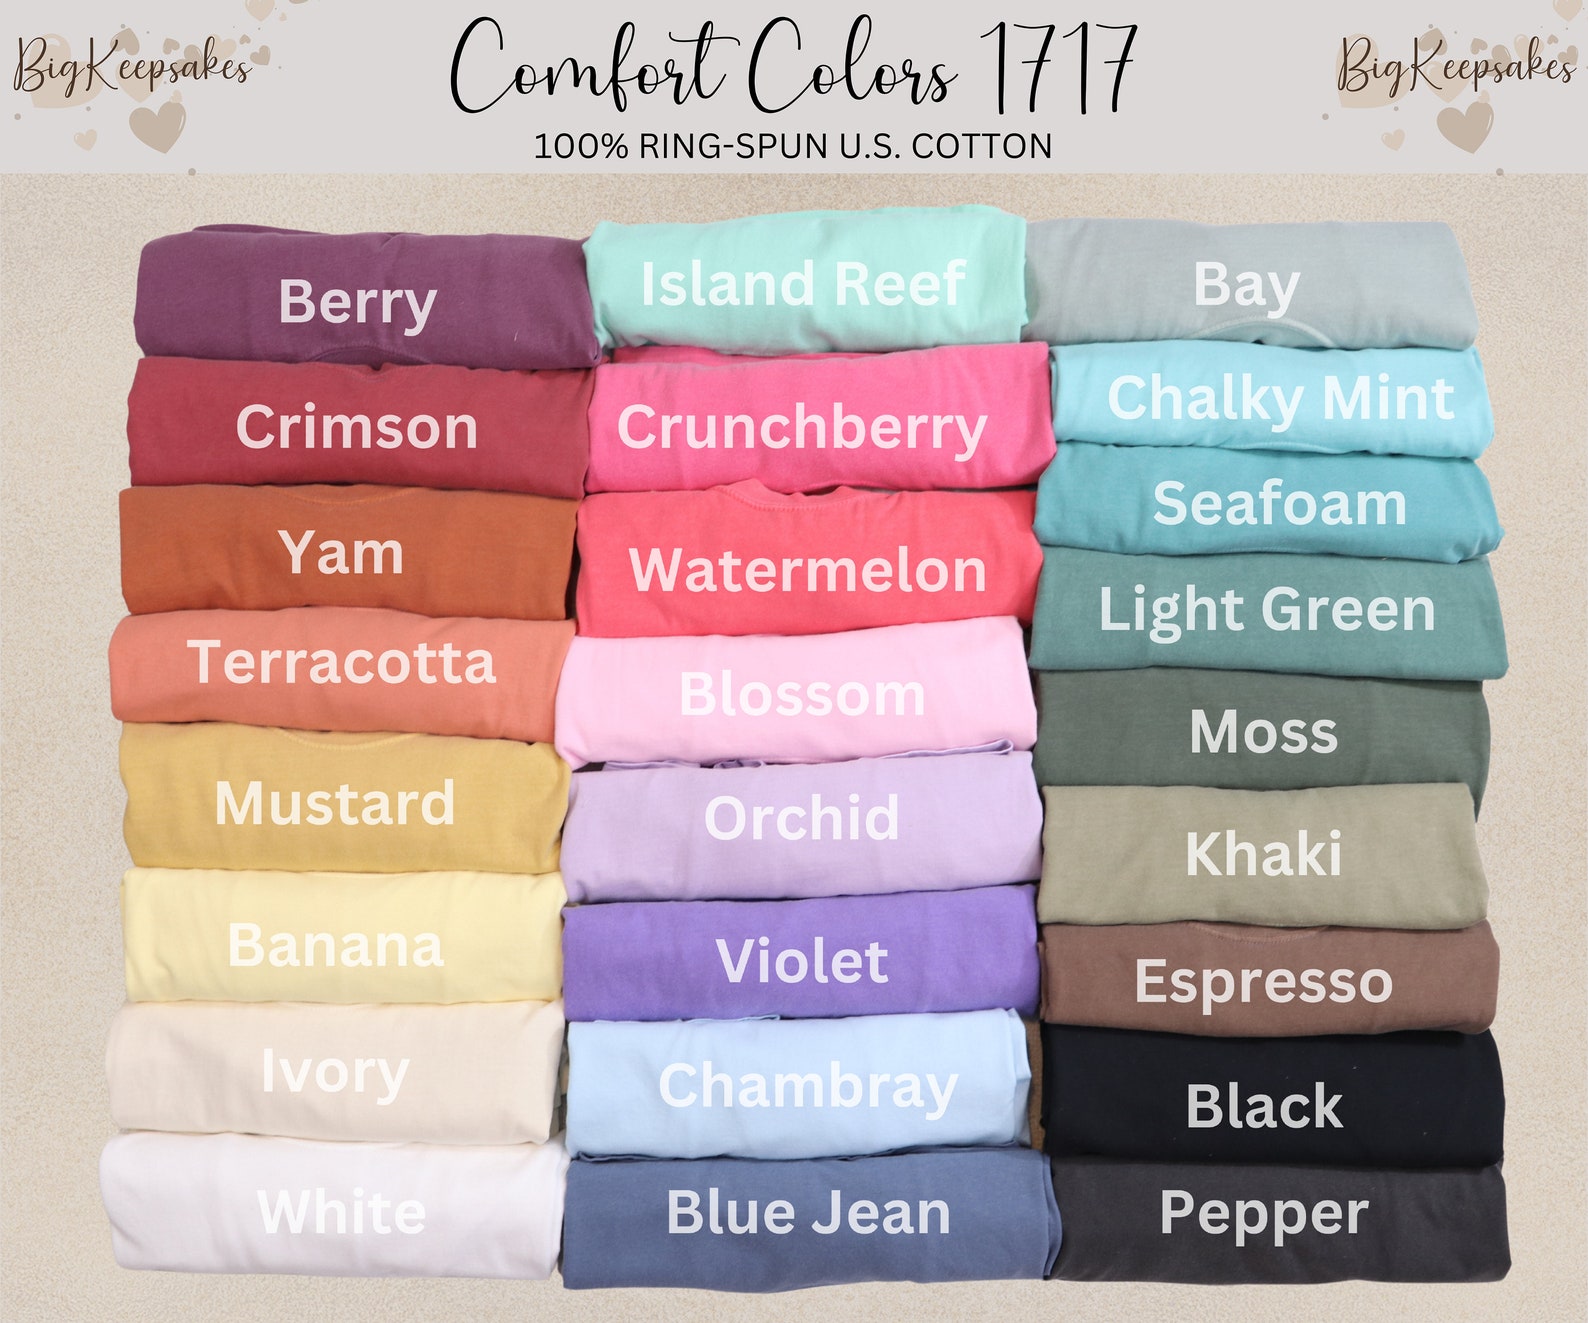 BigKeepsakes
Comfort Colors 1717
BigKeepsakes
100% RING-SPUN U.S. COTTON
Berry
Crimson
Yam
Terracotta
Mustard
Banana
Ivory
White
Island Reef
Crunchberry
Watermelon
Blossom
Orchid
Violet
Chambray
Blue Jean
Bay
Chalky Mint
Seafoam
Light Green
Moss
Khaki
Espresso
Black
Pepper